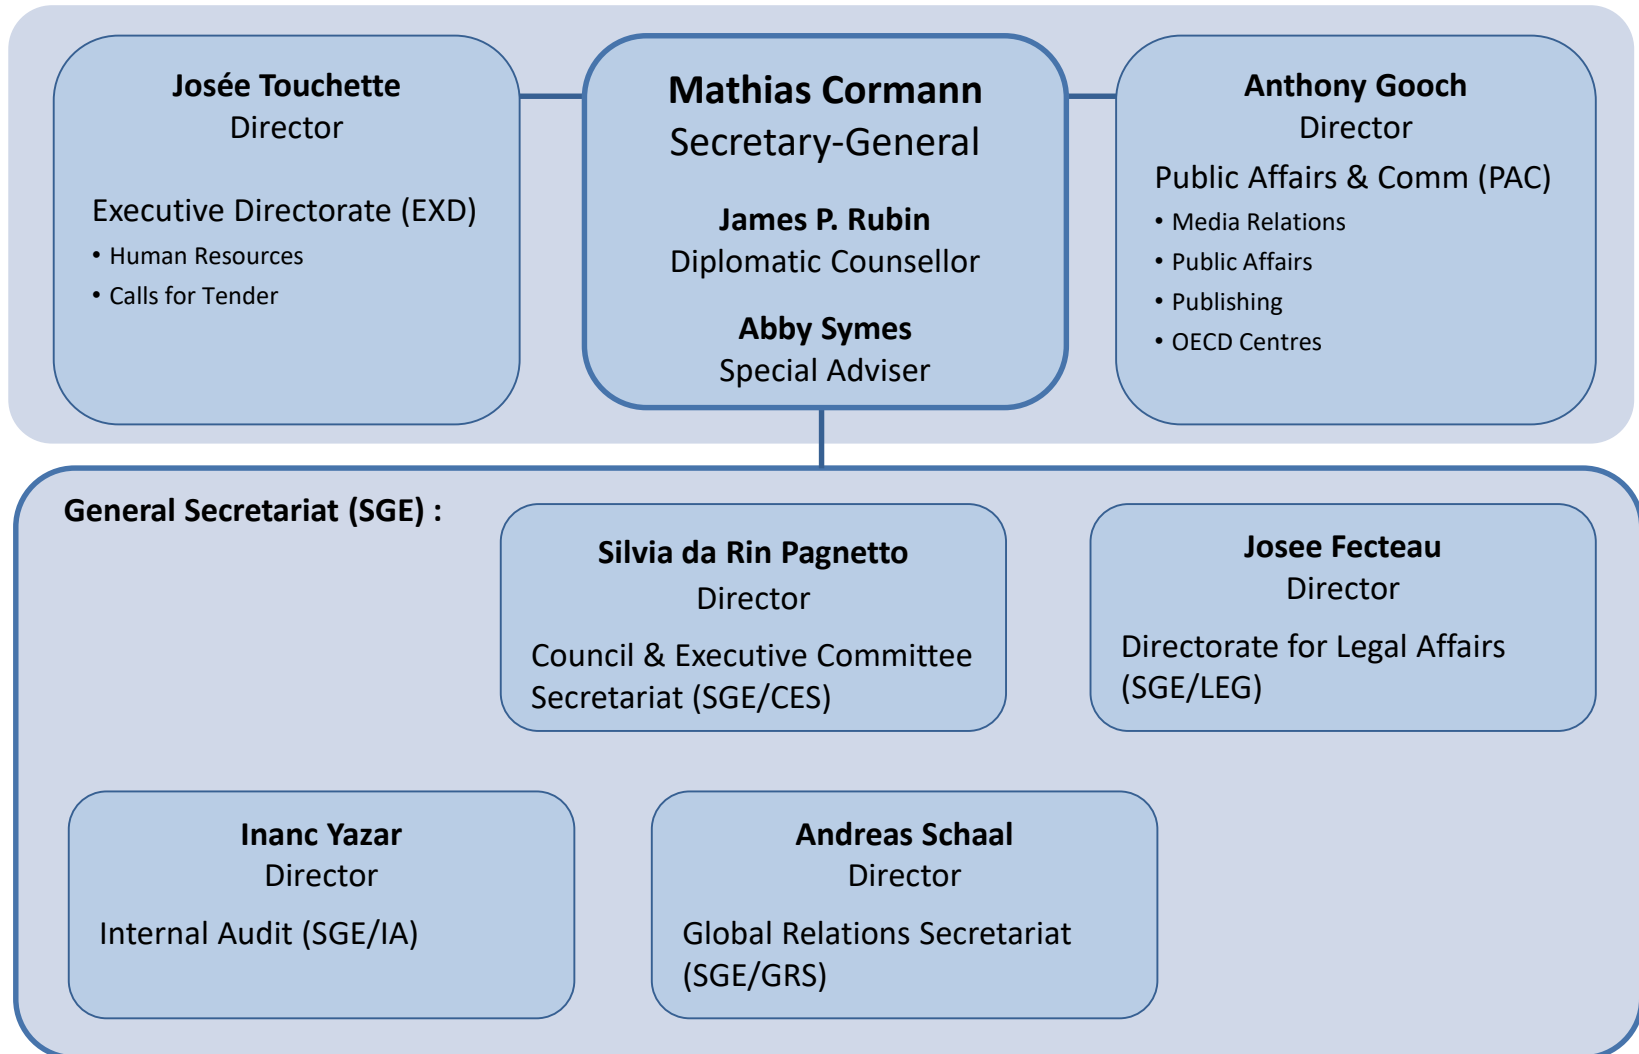 Josée Touchette
Director
Executive Directorate (EXD)
• Human Resources
• Calls for Tender
Mathias Cormann
Secretary-General
James P. Rubin
Diplomatic Counsellor
Abby Symes
Special Adviser
Anthony Gooch
Director
Public Affairs & Comm (PAC)
• Media Relations
• Public Affairs
• Publishing
• OECD Centres
General Secretariat (SGE) :
Silvia da Rin Pagnetto
Director
Council & Executive Committee
Secretariat (SGE/CES)
Josee Fecteau
Director
Directorate for Legal Affairs
(SGE/LEG)
Inanc Yazar
Director
Internal Audit (SGE/IA)
Andreas Schaal
Director
Global Relations Secretariat
(SGE/GRS)